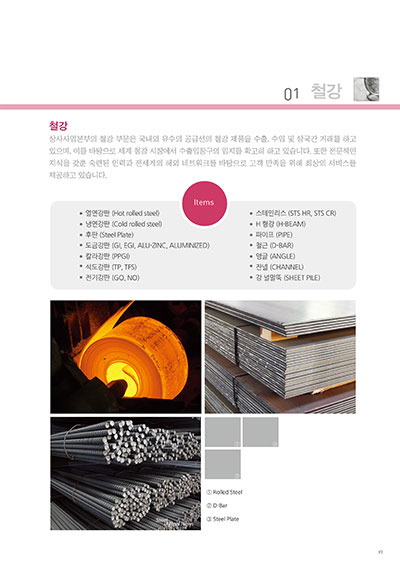 01 철강
철강
상사사업본부의 철강 부문은 국내외 유수의 공급선의 철강 제품을 수출, 수입 및 삼국간 거래를 하고
있으며, 이를 바탕으로 세계 철강 시장에서 수출입창구의 입지를 확고히 하고 있습니다. 또한 전문적인
지식을 갖춘 숙련된 인력과 전세계의 해외 네트워크를 바탕으로 고객 만족을 위해 최상의 서비스를
제공하고 있습니다.
Items
• 열연강판 (Hot rolled steel)
• 냉연강판 (Cold rolled steel)
• 후판 (Steel Plate)
• 도금강판 (GI, EGI, ALU-ZINC, ALUMINIZED)
• 칼라강판 (PPGI)
• 석도강판 (TP, TFS)
• 전기강판 (GO, NO)
• 스테인리스 (STS HR, STS CR)
• H 형강 (H-BEAM)
• 파이프 (PIPE)
• 철근 (D-BAR)
• 앵글 (ANGLE)
• 찬넬 (CHANNEL)
• 강 널말뚝 (SHEET PILE)
① Rolled Steel
② D-Bar
③ Steel Plate